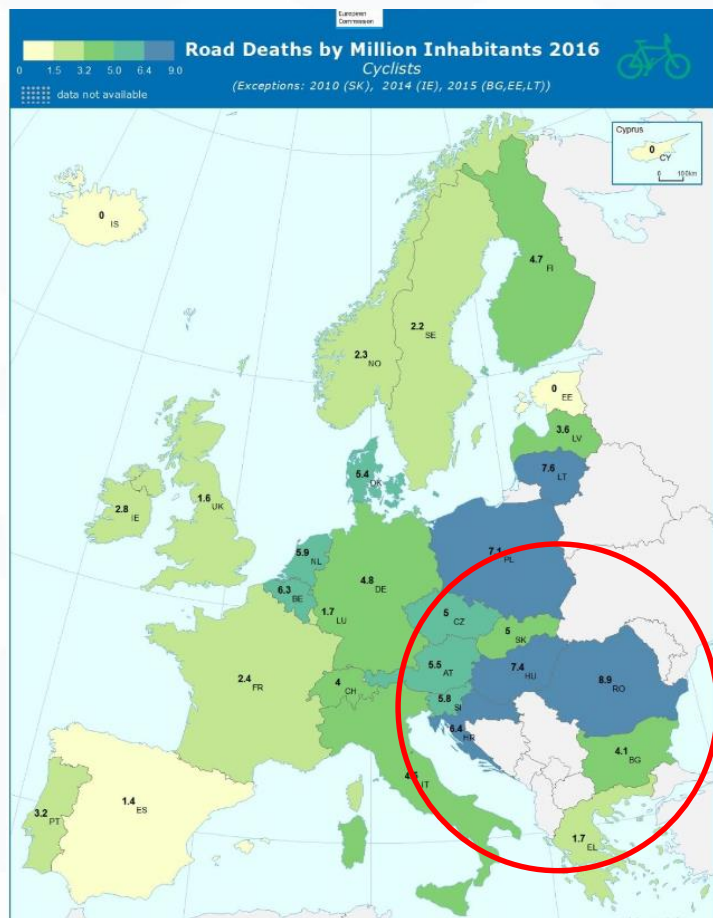 European
Commission
Road Deaths by Million Inhabitants 2016
Cyclists
(Exceptions: 2010 (SK), 2014 (IE), 2015 (BG,EE,LT))
0 1.5 3.2 5.0 6.4 9.0
data not available
Cyprus
0
CY
0 100km
0
IS
4.7
FI
2.2
SE
2.3
NO
0
EE
3.6
LV
7.6
LT
5.4
DK
2.8
IE
1.6
UK
5.9
NL
7.1
PL
4.8
DE
6.3
BE
1.7
LU
5
CZ
5
SK
5.5
AT
7.4
HU
8.9
RO
2.4
FR
4
CH
5.8
SI
6.4
HR
4.1
BG
4.5
IT
1.4
ES
3.2
PT
1.7
EL